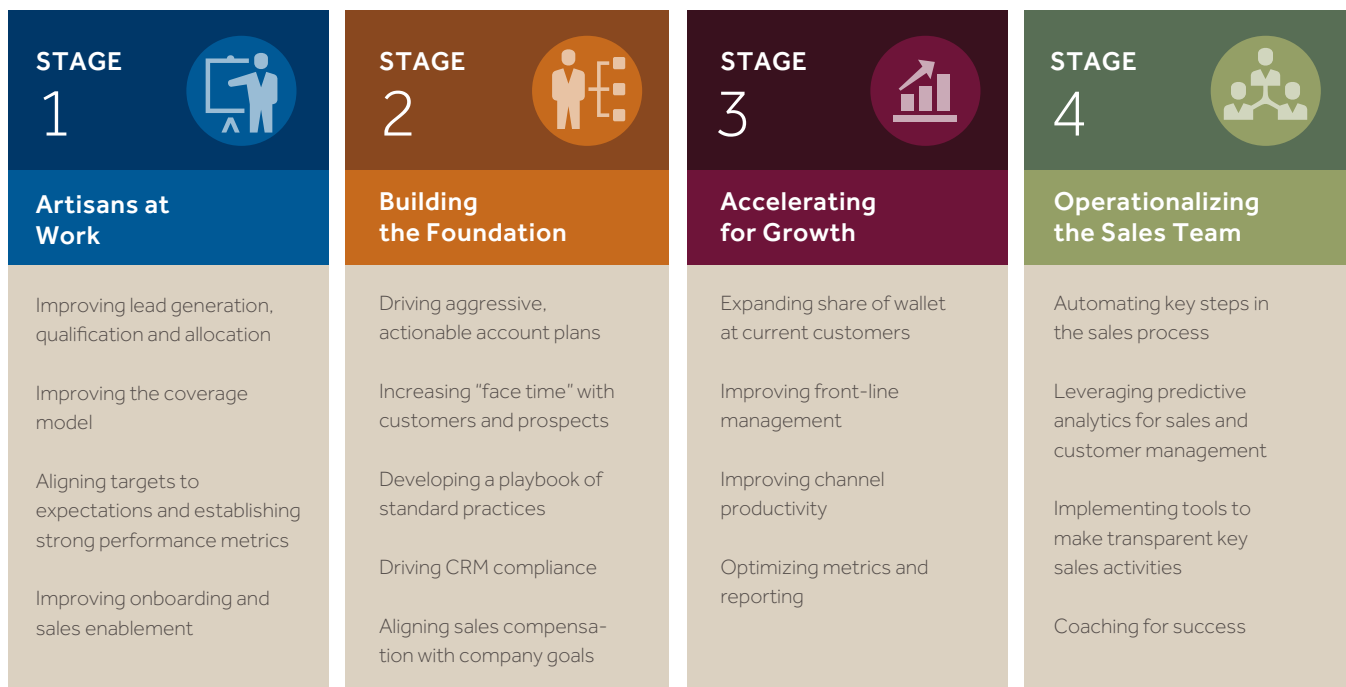 STAGE
1
Artisans at
Work
Improving lead generation,
qualification and allocation
Improving the coverage
model
Aligning targets to
expectations and establishing
strong performance metrics
Improving onboarding and
sales enablement
STAGE
2
Building
the Foundation
Driving aggressive,
actionable account plans
Increasing “face time” with
customers and prospects
Developing a playbook of
standard practices
Driving CRM compliance
Aligning sales compensa-
tion with company goals
STAGE
3
Accelerating
for Growth
Expanding share of wallet
at current customers
Improving front-line
management
Improving channel
productivity
Optimizing metrics and
reporting
STAGE
4
Operationalizing
the Sales Team
Automating key steps in
the sales process
Leveraging predictive
analytics for sales and
customer management
Implementing tools to
make transparent key
sales activities
Coaching for success